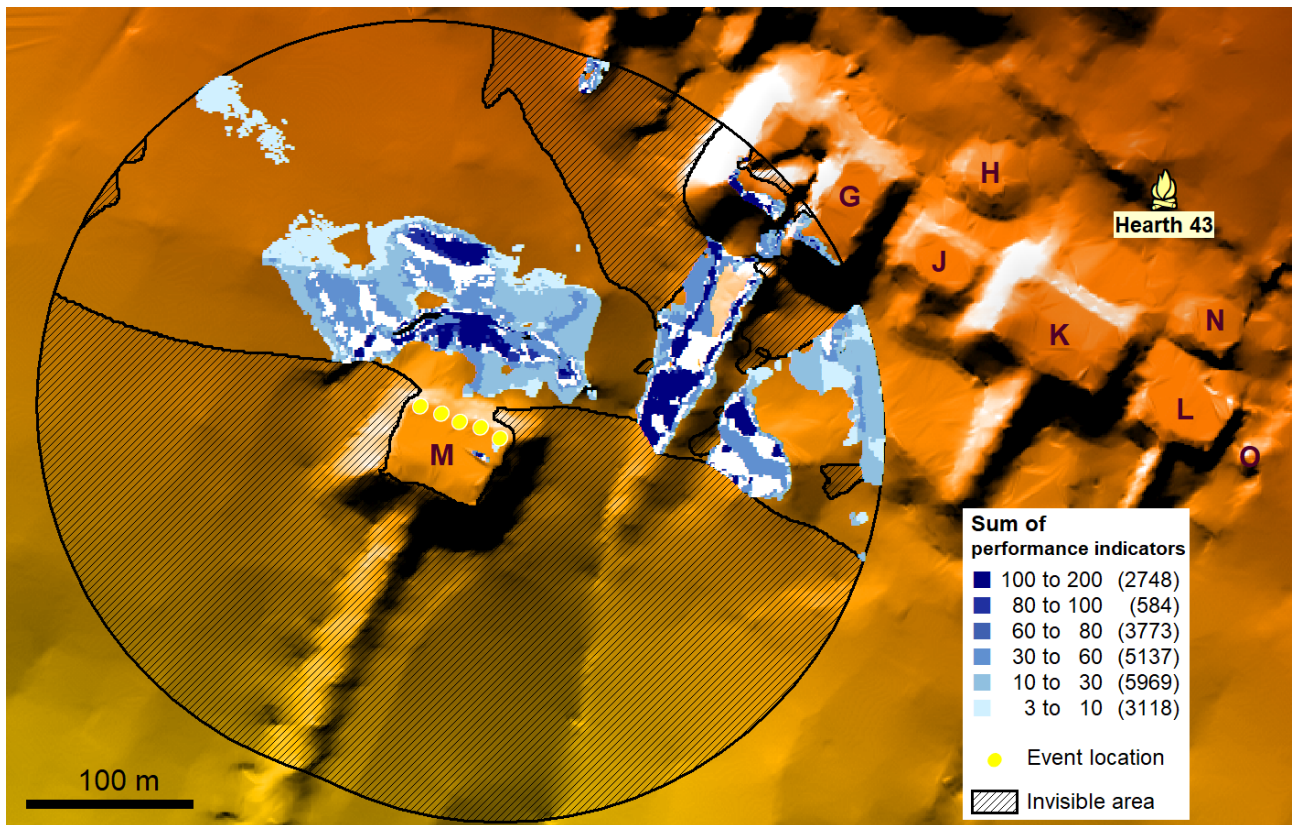 G
H
Hearth 43
J
K
N
L
M
O
Sum of
performance indicators
100 to 200 (2748)
80 to 100 (584)
60 to 80 (3773)
30 to 60 (5137)
10 to 30 (5969)
3 to 10 (3118)
Event location
Invisible area
100 m